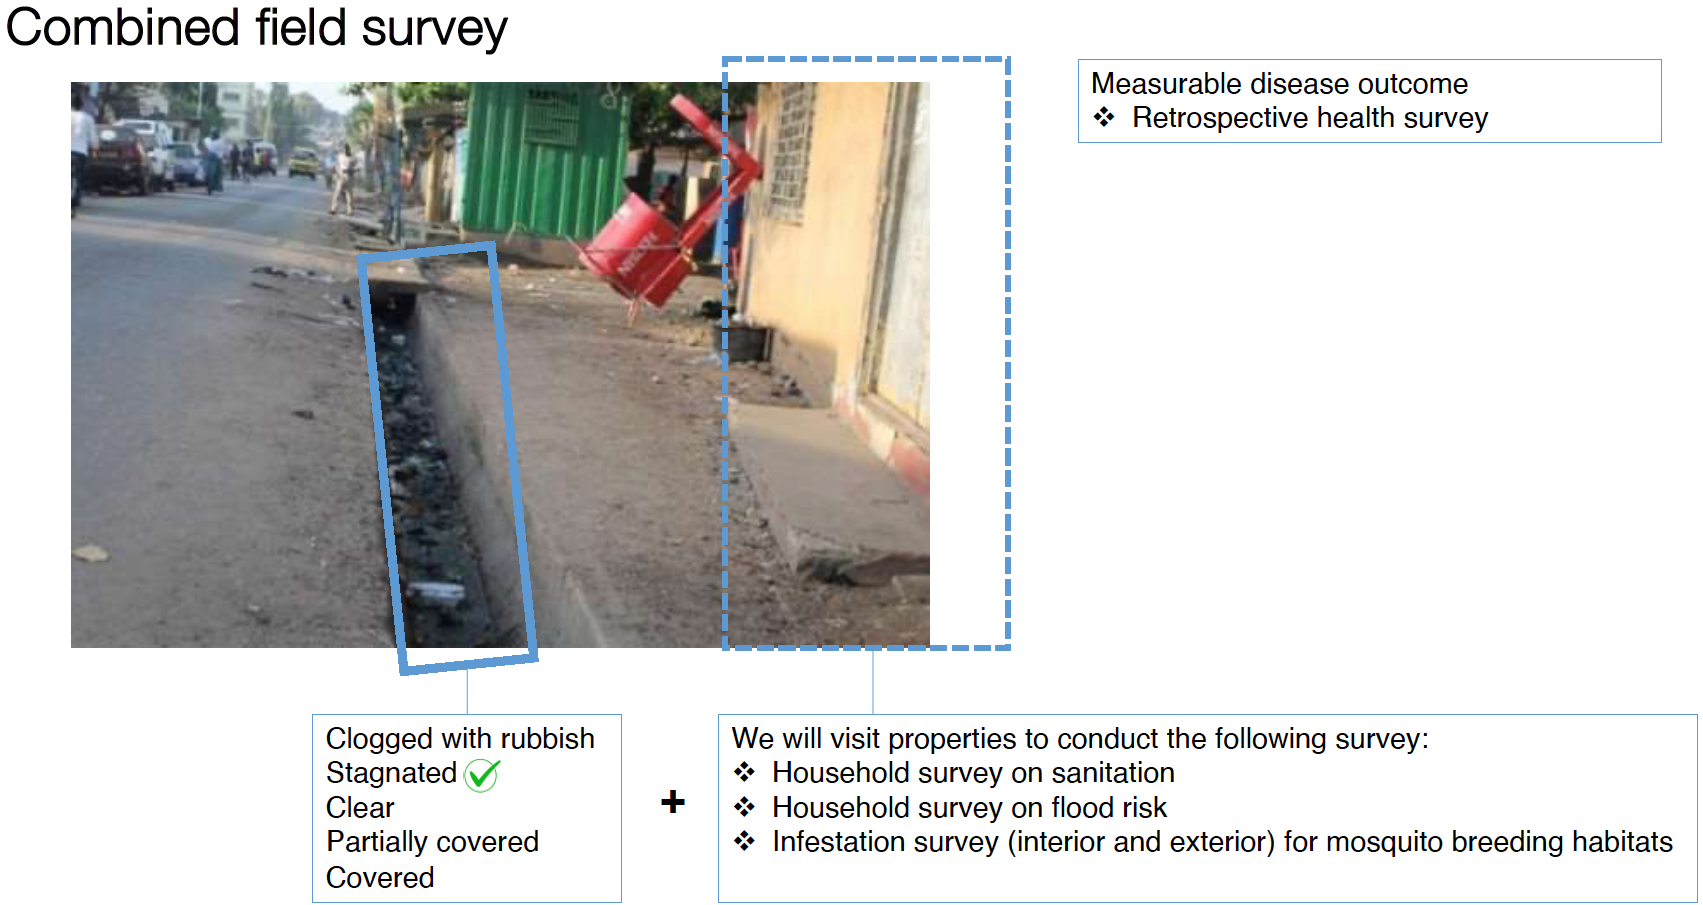 Combined field survey
Measurable disease outcome
❖ Retrospective health survey
Clogged with rubbish
Stagnated
Clear
Partially covered
Covered
+
We will visit properties to conduct the following survey:
❖ Household survey on sanitation
❖ Household survey on flood risk
❖ Infestation survey (interior and exterior) for mosquito breeding habitats